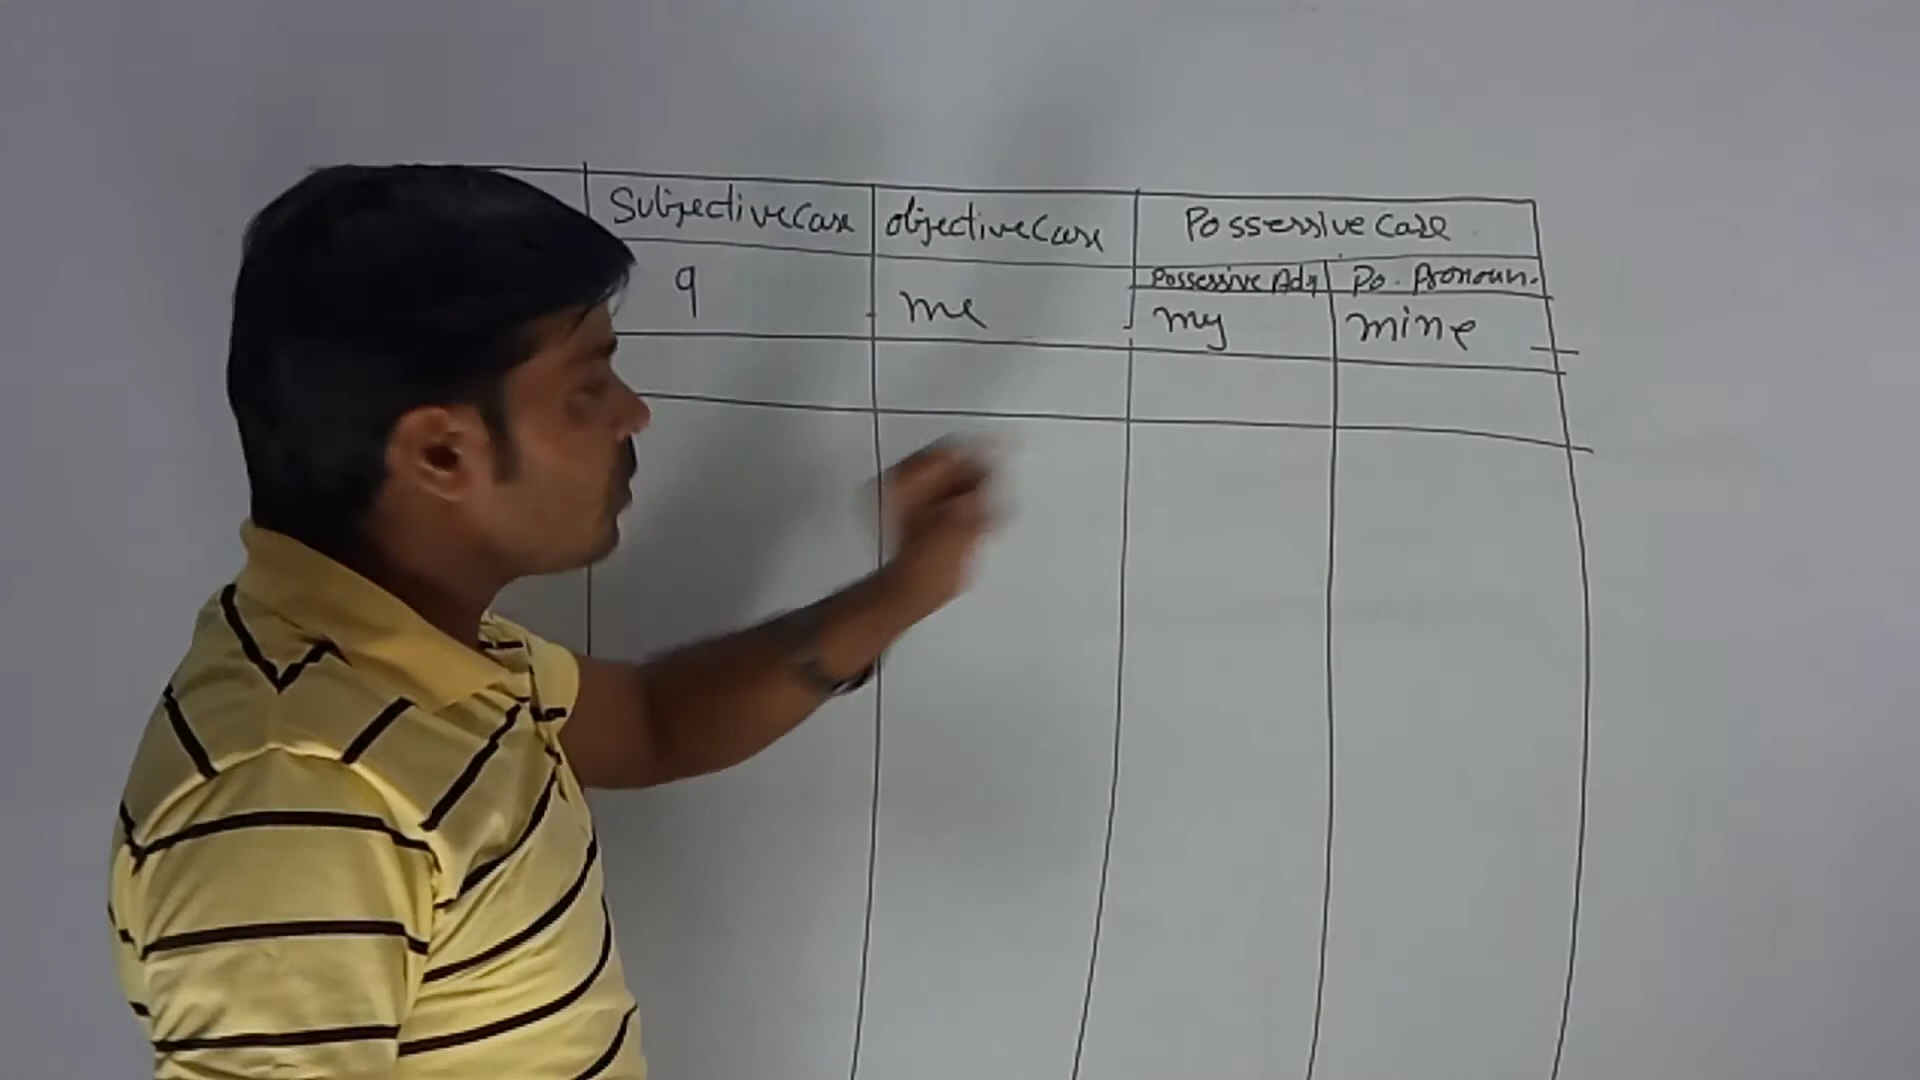 Subjective Case objective Case Possessive Case
Possessive Adj Po. Pronoun.
I me my mine